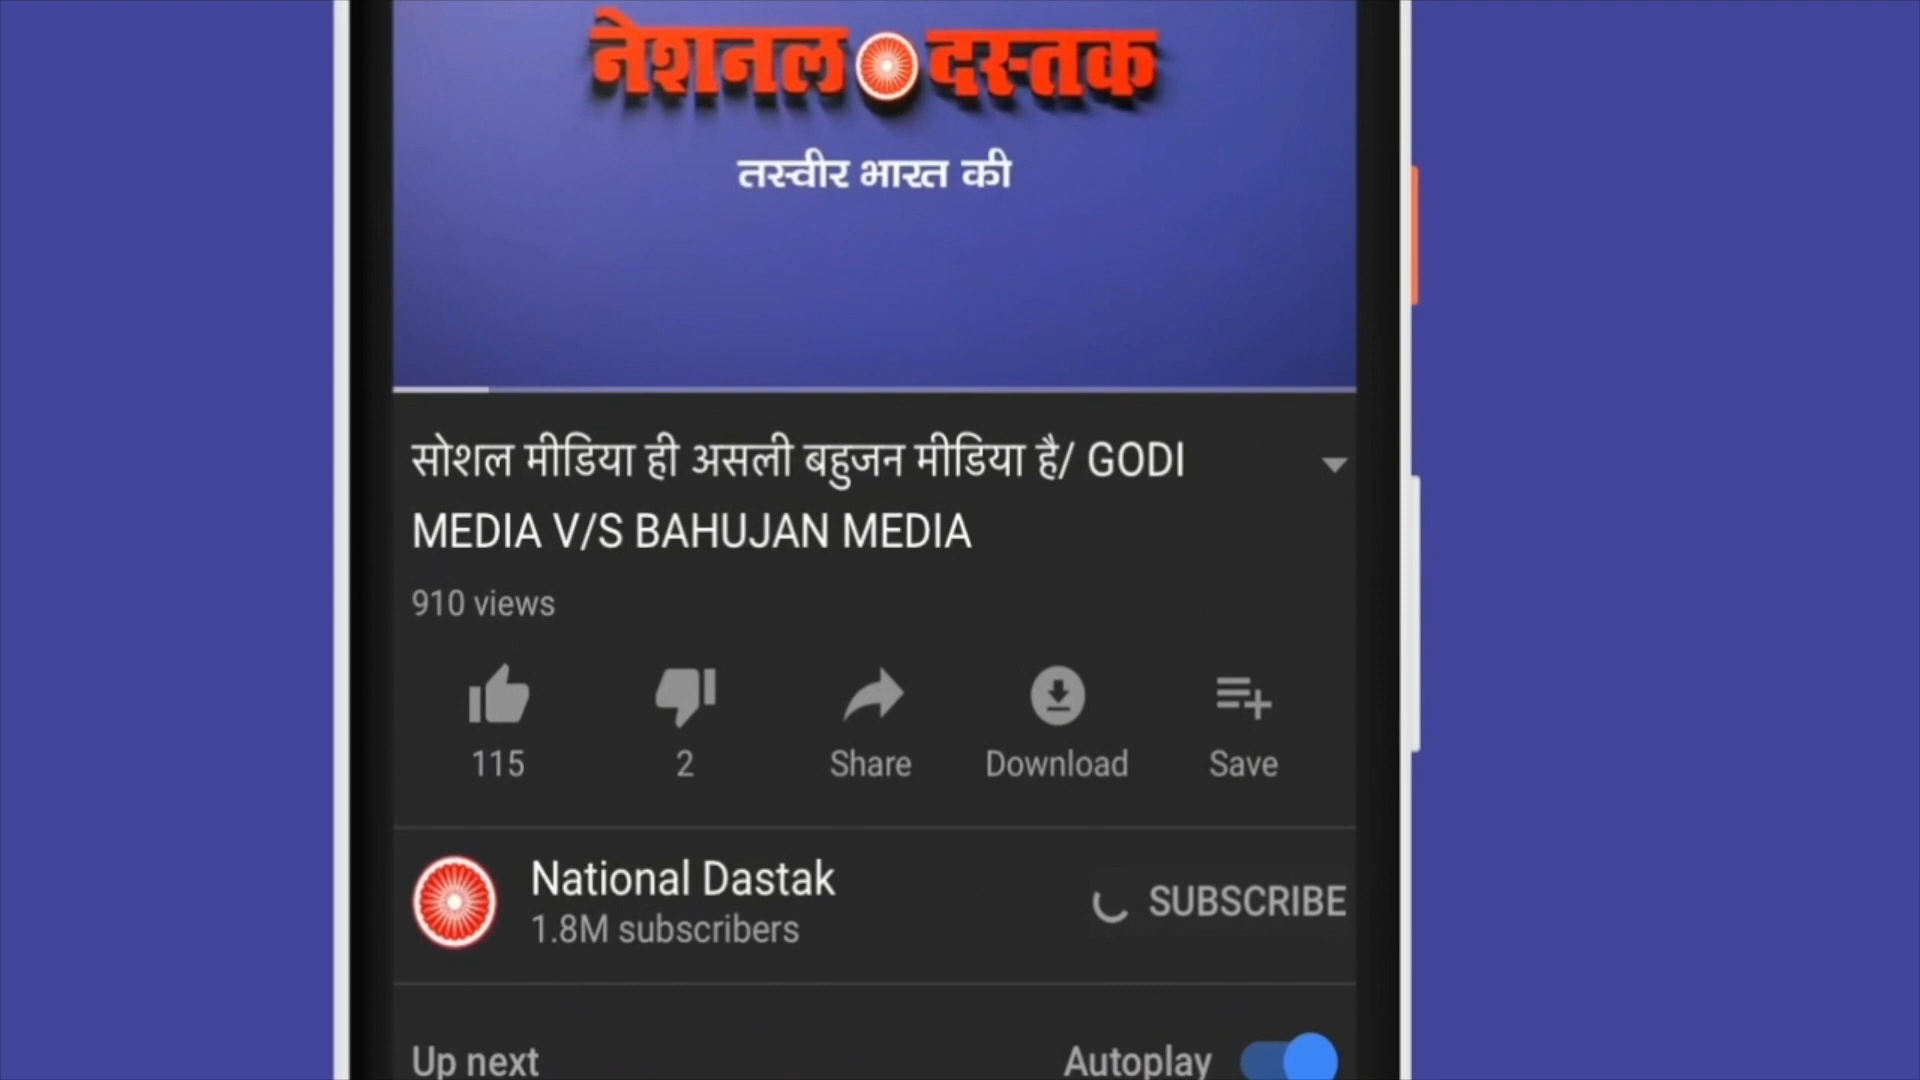 नेशनल दस्तक
तस्वीर भारत की
सोशल मीडिया ही असली बहुजन मीडिया है/ GODI
MEDIA V/S BAHUJAN MEDIA
910 views
115 2 Share Download Save
National Dastak
1.8M subscribers
SUBSCRIBE
Up next Autoplay